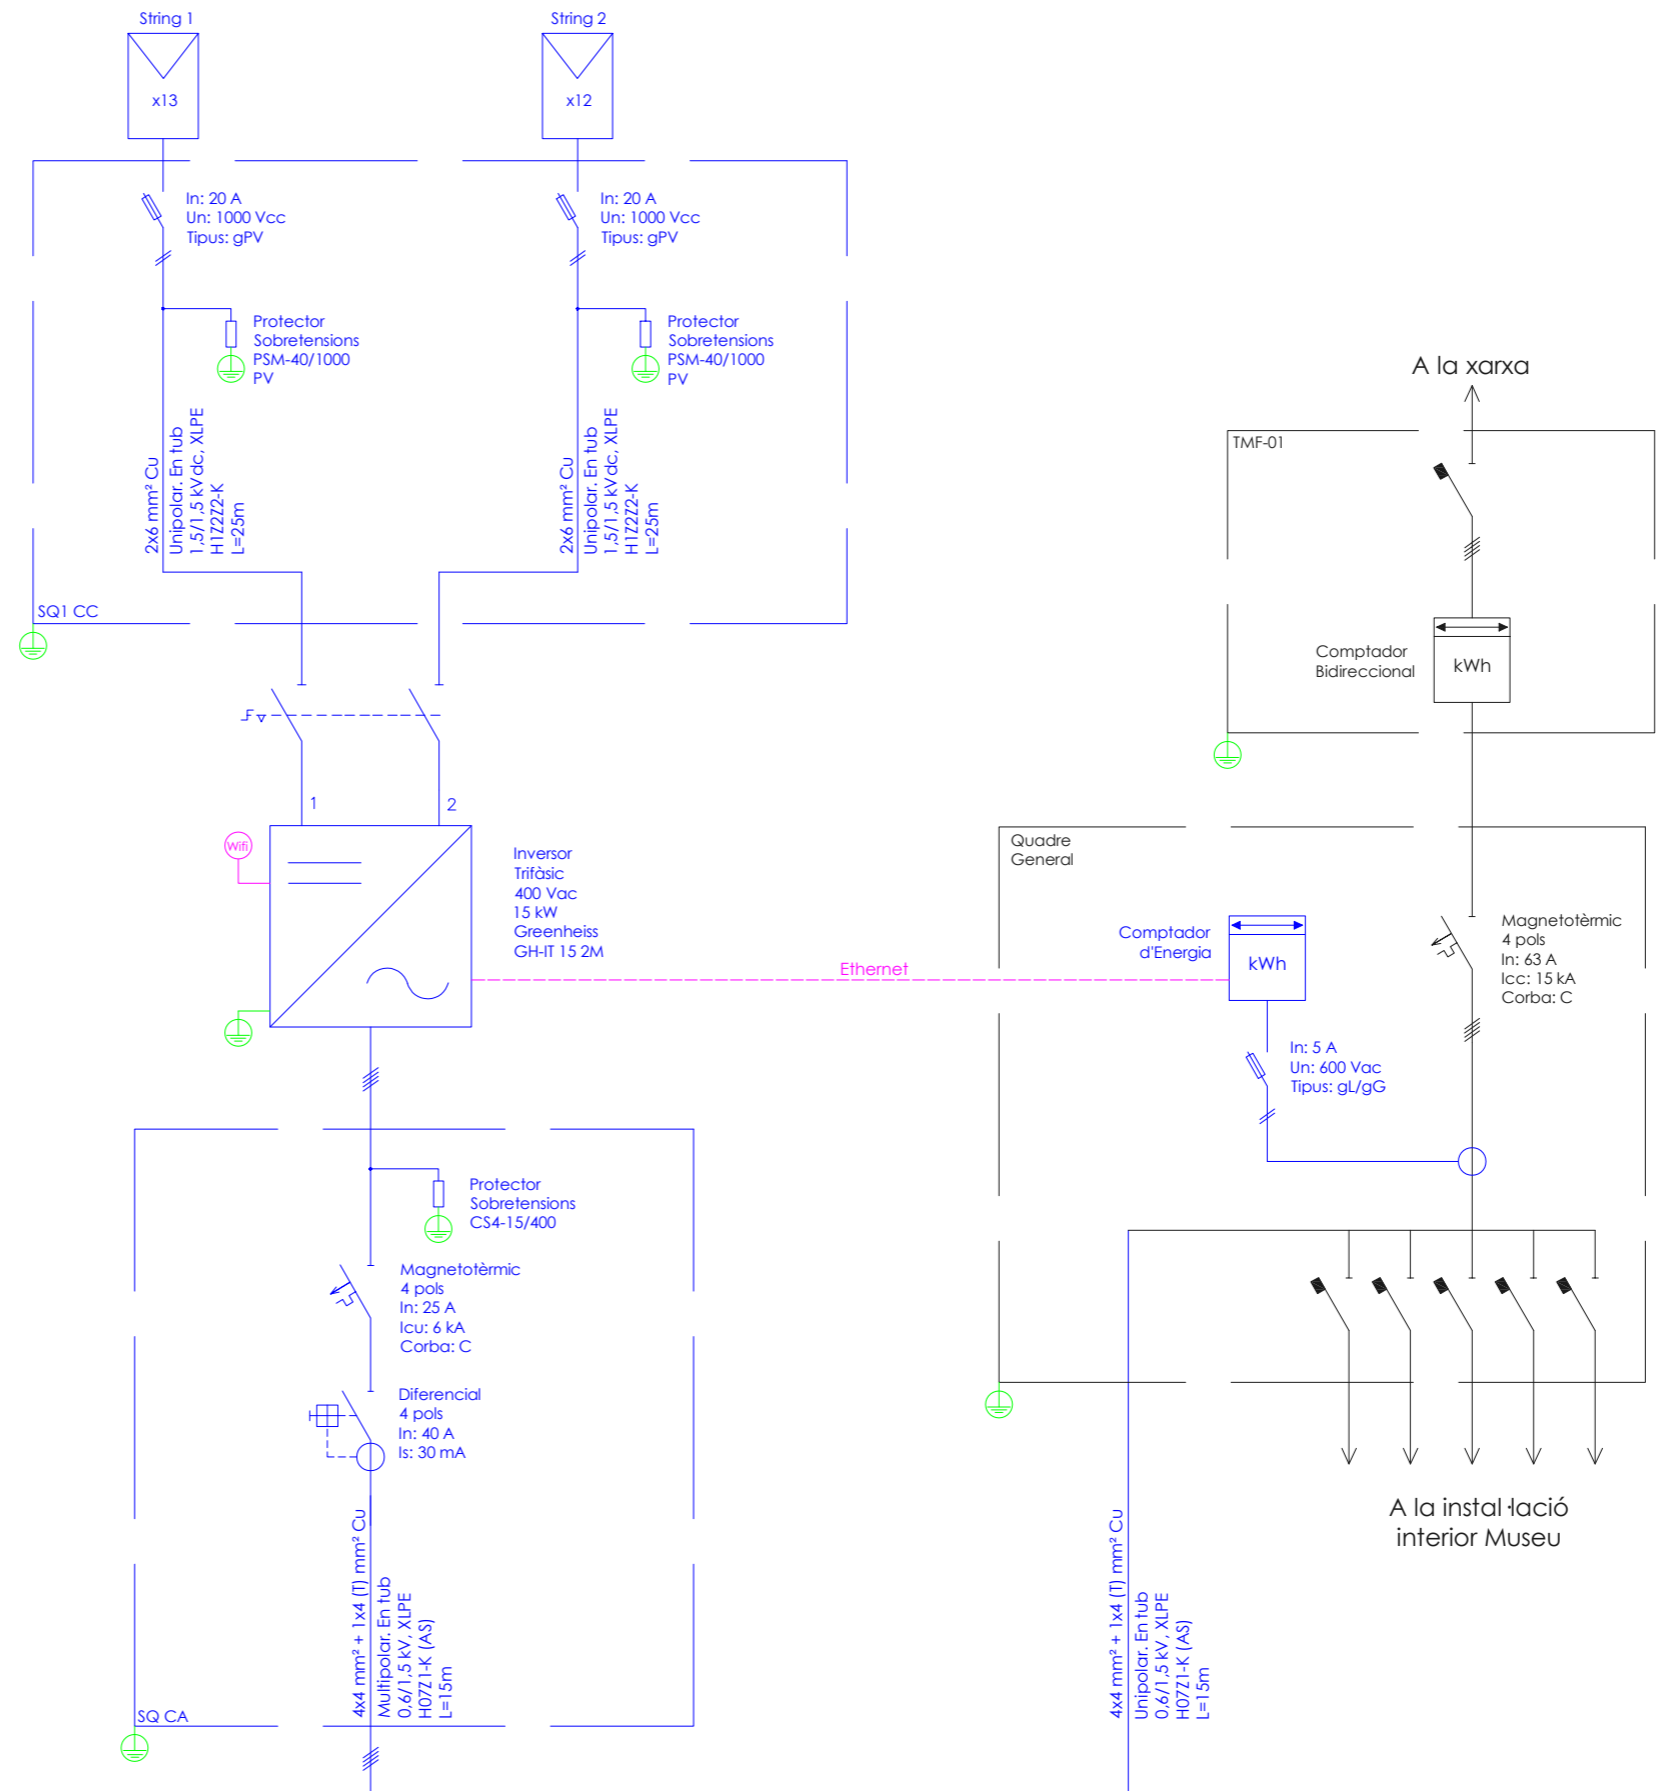 String 1
x13
String 2
x12
In: 20 A
Un: 1000 Vcc
Tipus: gPV
In: 20 A
Un: 1000 Vcc
Tipus: gPV
Protector
Sobretensions
PSM-40/1000
PV
Protector
Sobretensions
PSM-40/1000
PV
2x6 mm² Cu
Unipolar. En tub
1,5/1,5 kV dc, XLPE
H1Z2Z2-K
L=25m
2x6 mm² Cu
Unipolar. En tub
1,5/1,5 kV dc, XLPE
H1Z2Z2-K
L=25m
SQ1 CC
1
2
Wifi
Inversor
Trifàsic
400 Vac
15 kW
Greenheiss
GH-IT 15 2M
Ethernet
Protector
Sobretensions
CS4-15/400
Magnetotèrmic
4 pols
In: 25 A
Icu: 6 kA
Corba: C
Diferencial
4 pols
In: 40 A
Is: 30 mA
4x4 mm² + 1x4 (T) mm² Cu
Multipolar. En tub
0,6/1,5 kV, XLPE
H07Z1-K (AS)
L=15m
SQ CA
A la xarxa
TMF-01
Comptador
Bidireccional
kWh
Quadre
General
Comptador
d'Energia
kWh
Magnetotèrmic
4 pols
In: 63 A
Icc: 15 kA
Corba: C
In: 5 A
Un: 600 Vac
Tipus: gL/gG
4x4 mm² + 1x4 (T) mm² Cu
Unipolar. En tub
0,6/1,5 kV, XLPE
H07Z1-K (AS)
L=15m
A la instal·lació
interior Museu